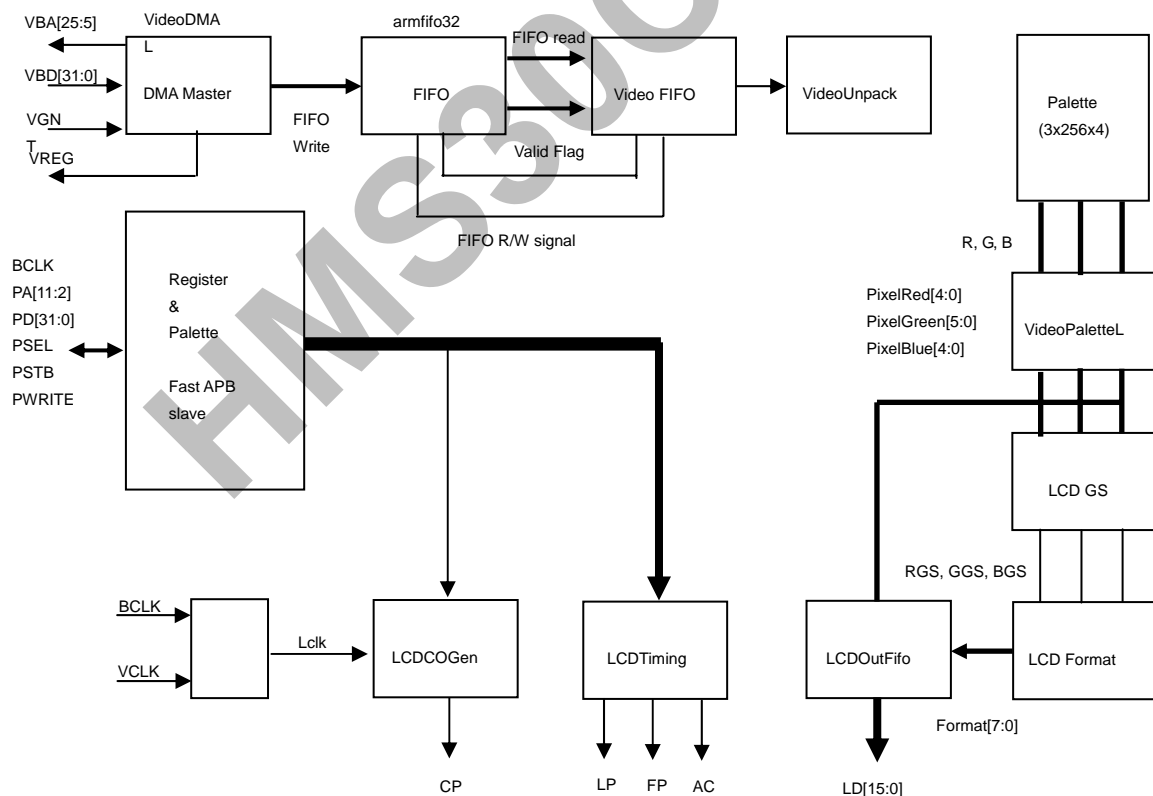 VBA[25:5]
VideoDMA
L
VBD[31:0]
DMA Master
VGN
T
VREG
FIFO
Write
armfifo32
FIFO
FIFO read
Video FIFO
Valid Flag
FIFO R/W signal
VideoUnpack
Palette
(3x256x4)
R, G, B
PixelRed[4:0]
PixelGreen[5:0]
PixelBlue[4:0]
VideoPaletteL
LCD GS
RGS, GGS, BGS
BCLK
PA[11:2]
PD[31:0]
PSEL
PSTB
PWRITE
Register
&
Palette
Fast APB
slave
BCLK
VCLK
Lclk
LCDCOGen
LCDTiming
LCDOutFifo
LCD Format
Format[7:0]
CP
LP
FP
AC
LD[15:0]